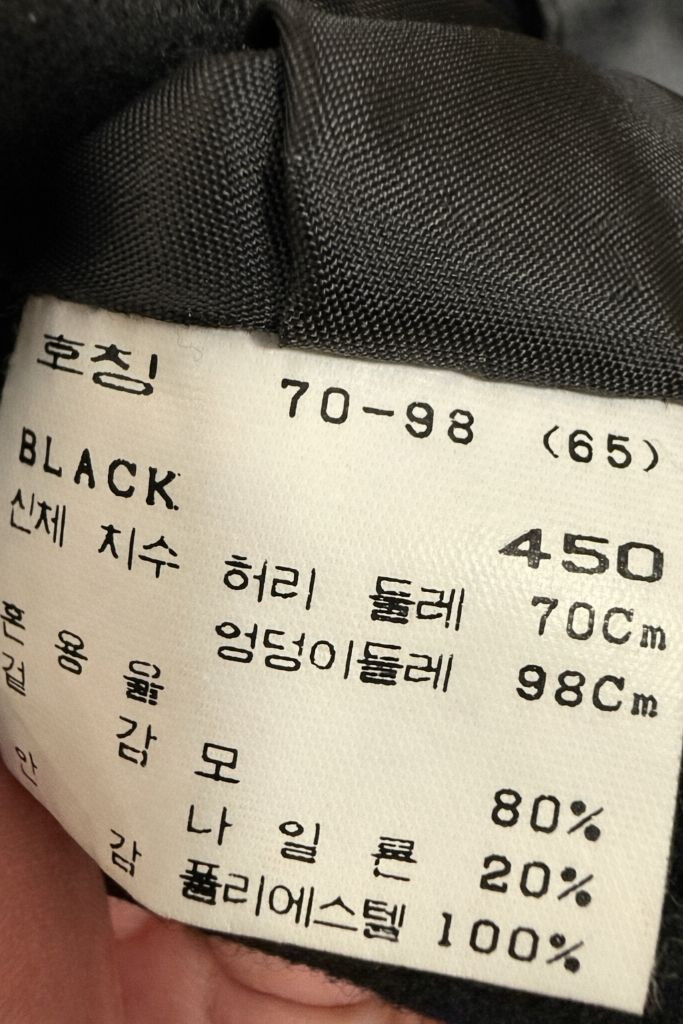 호칭 70-98 (65)
BLACK 450
신체 치수 허리 둘레 70Cm
엉덩이둘레 98Cm
혼 용 율
겉 감 모 80%
나 일 론 20%
안 감 폴리에스텔 100%